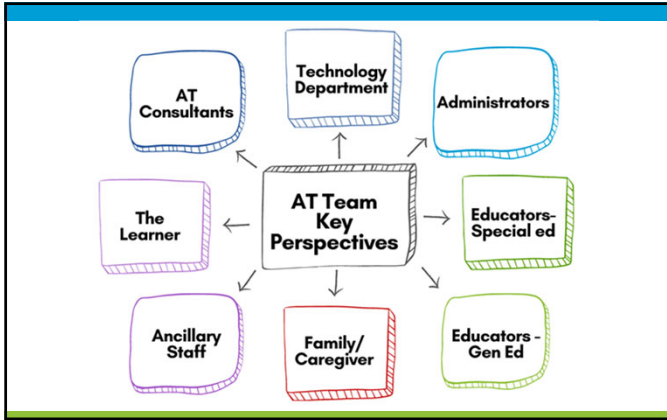 Technology
Department
AT
Consultants
Administrators
AT Team
Key
Perspectives
The
Learner
Educators-
Special ed
Ancillary
Staff
Family/
Caregiver
Educators -
Gen Ed